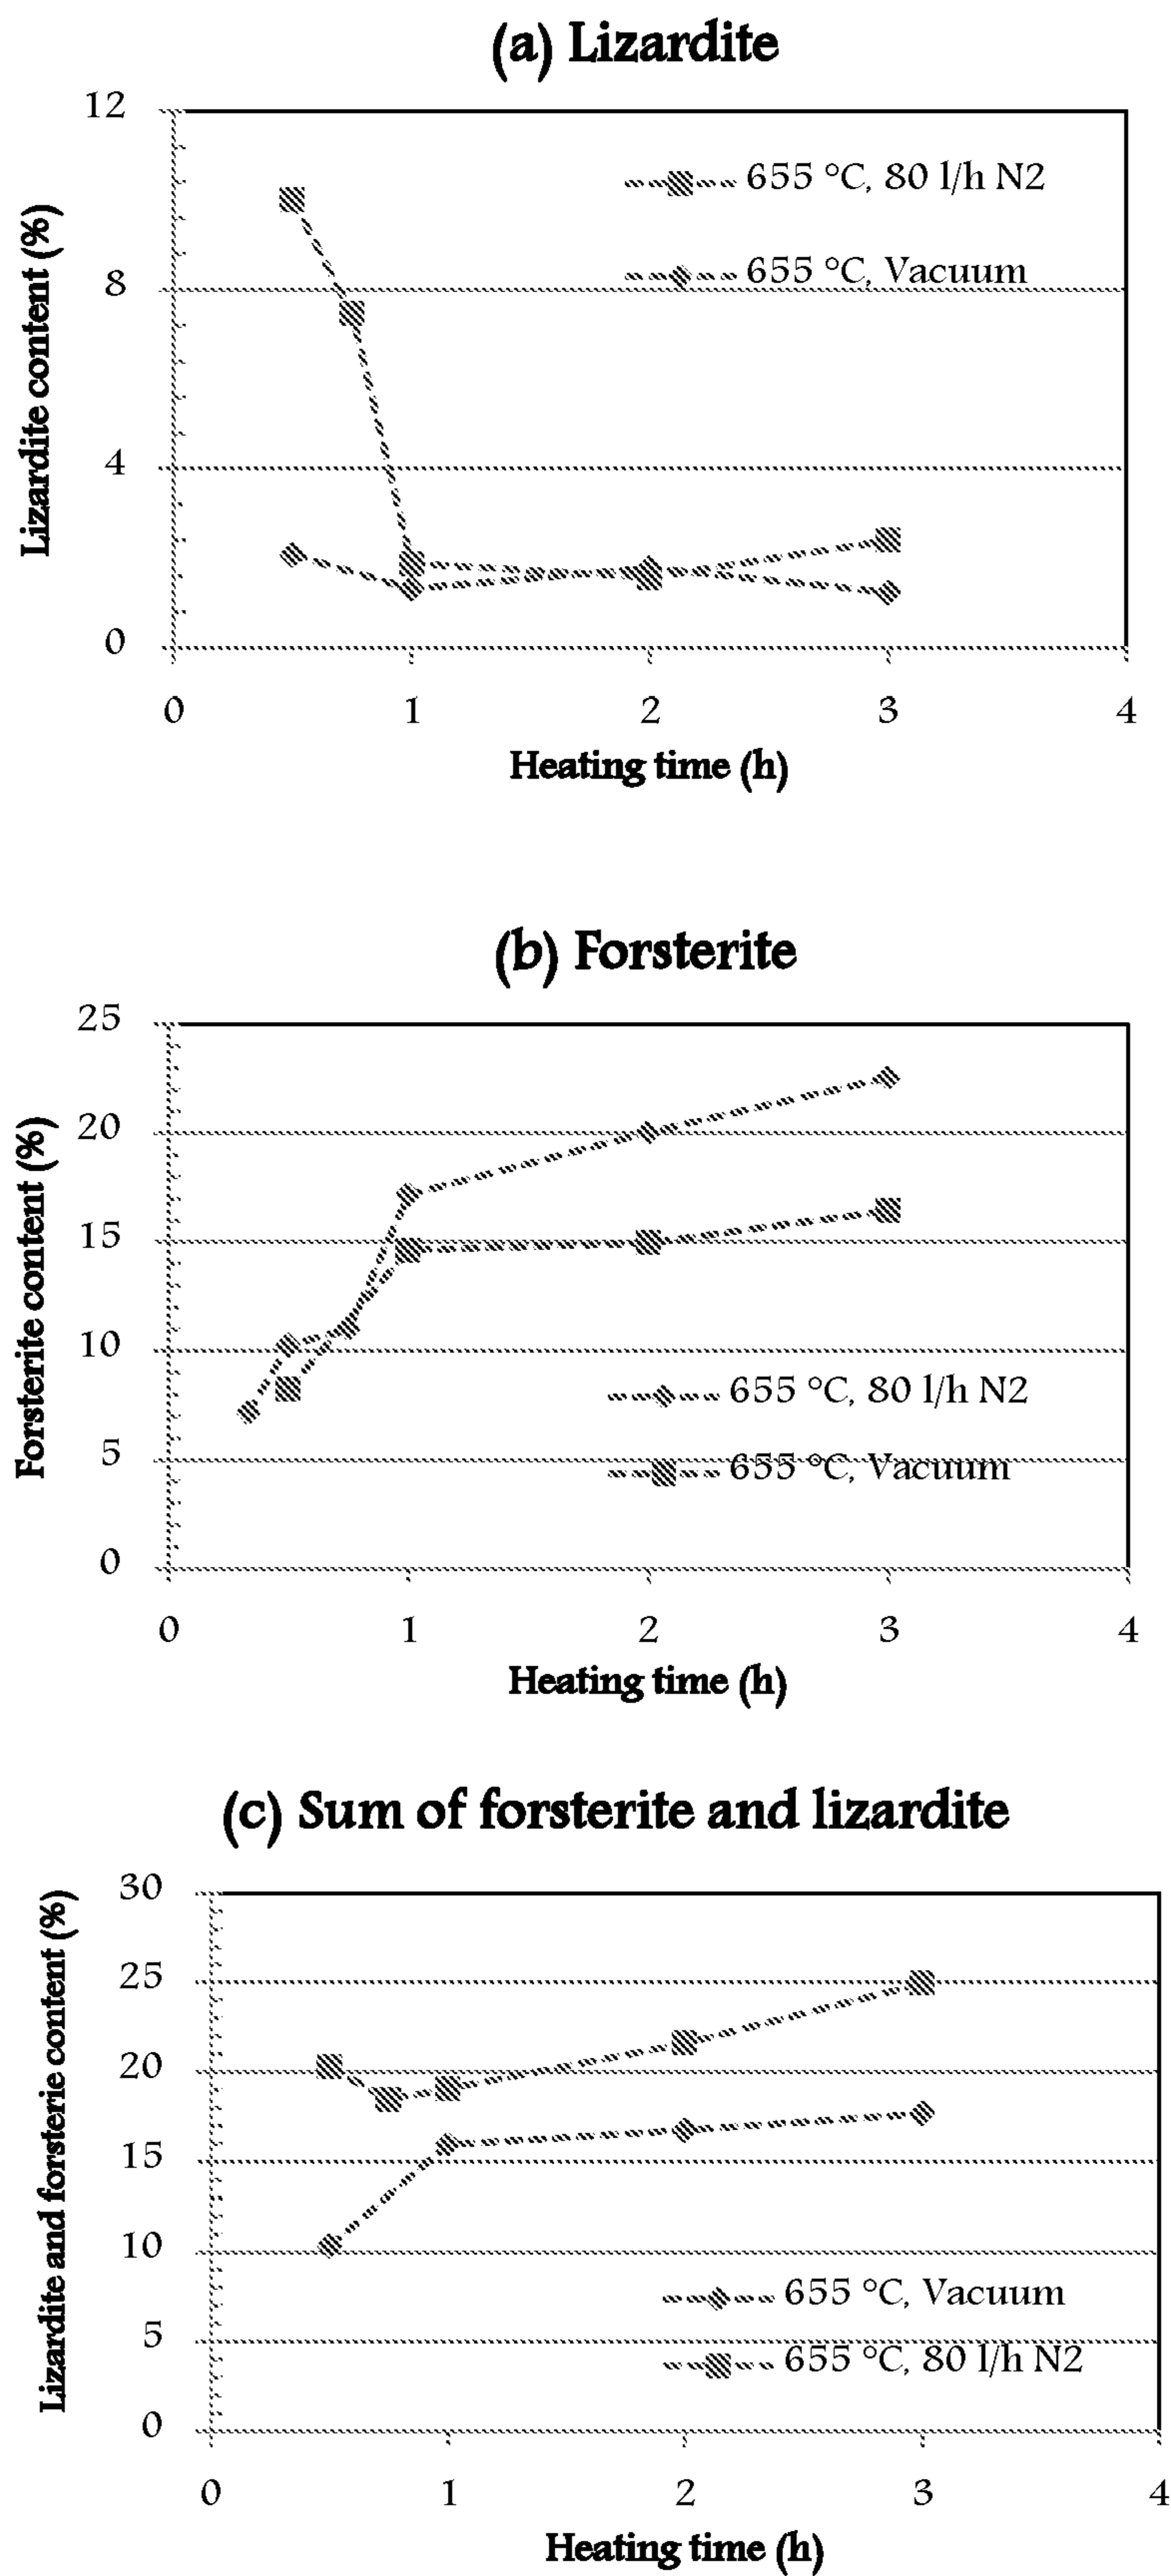 (a) Lizardite
12
8
4
0
Lizardite content (%)
655 °C, 80 l/h N2
655 °C, Vacuum
0 1 2 3 4
Heating time (h)
(b) Forsterite
25
20
15
10
5
0
Forsterite content (%)
655 °C, 80 l/h N2
655 °C, Vacuum
0 1 2 3 4
Heating time (h)
(c) Sum of forsterite and lizardite
30
25
20
15
10
5
0
Lizardite and forsterie content (%)
655 °C, Vacuum
655 °C, 80 l/h N2
0 1 2 3 4
Heating time (h)